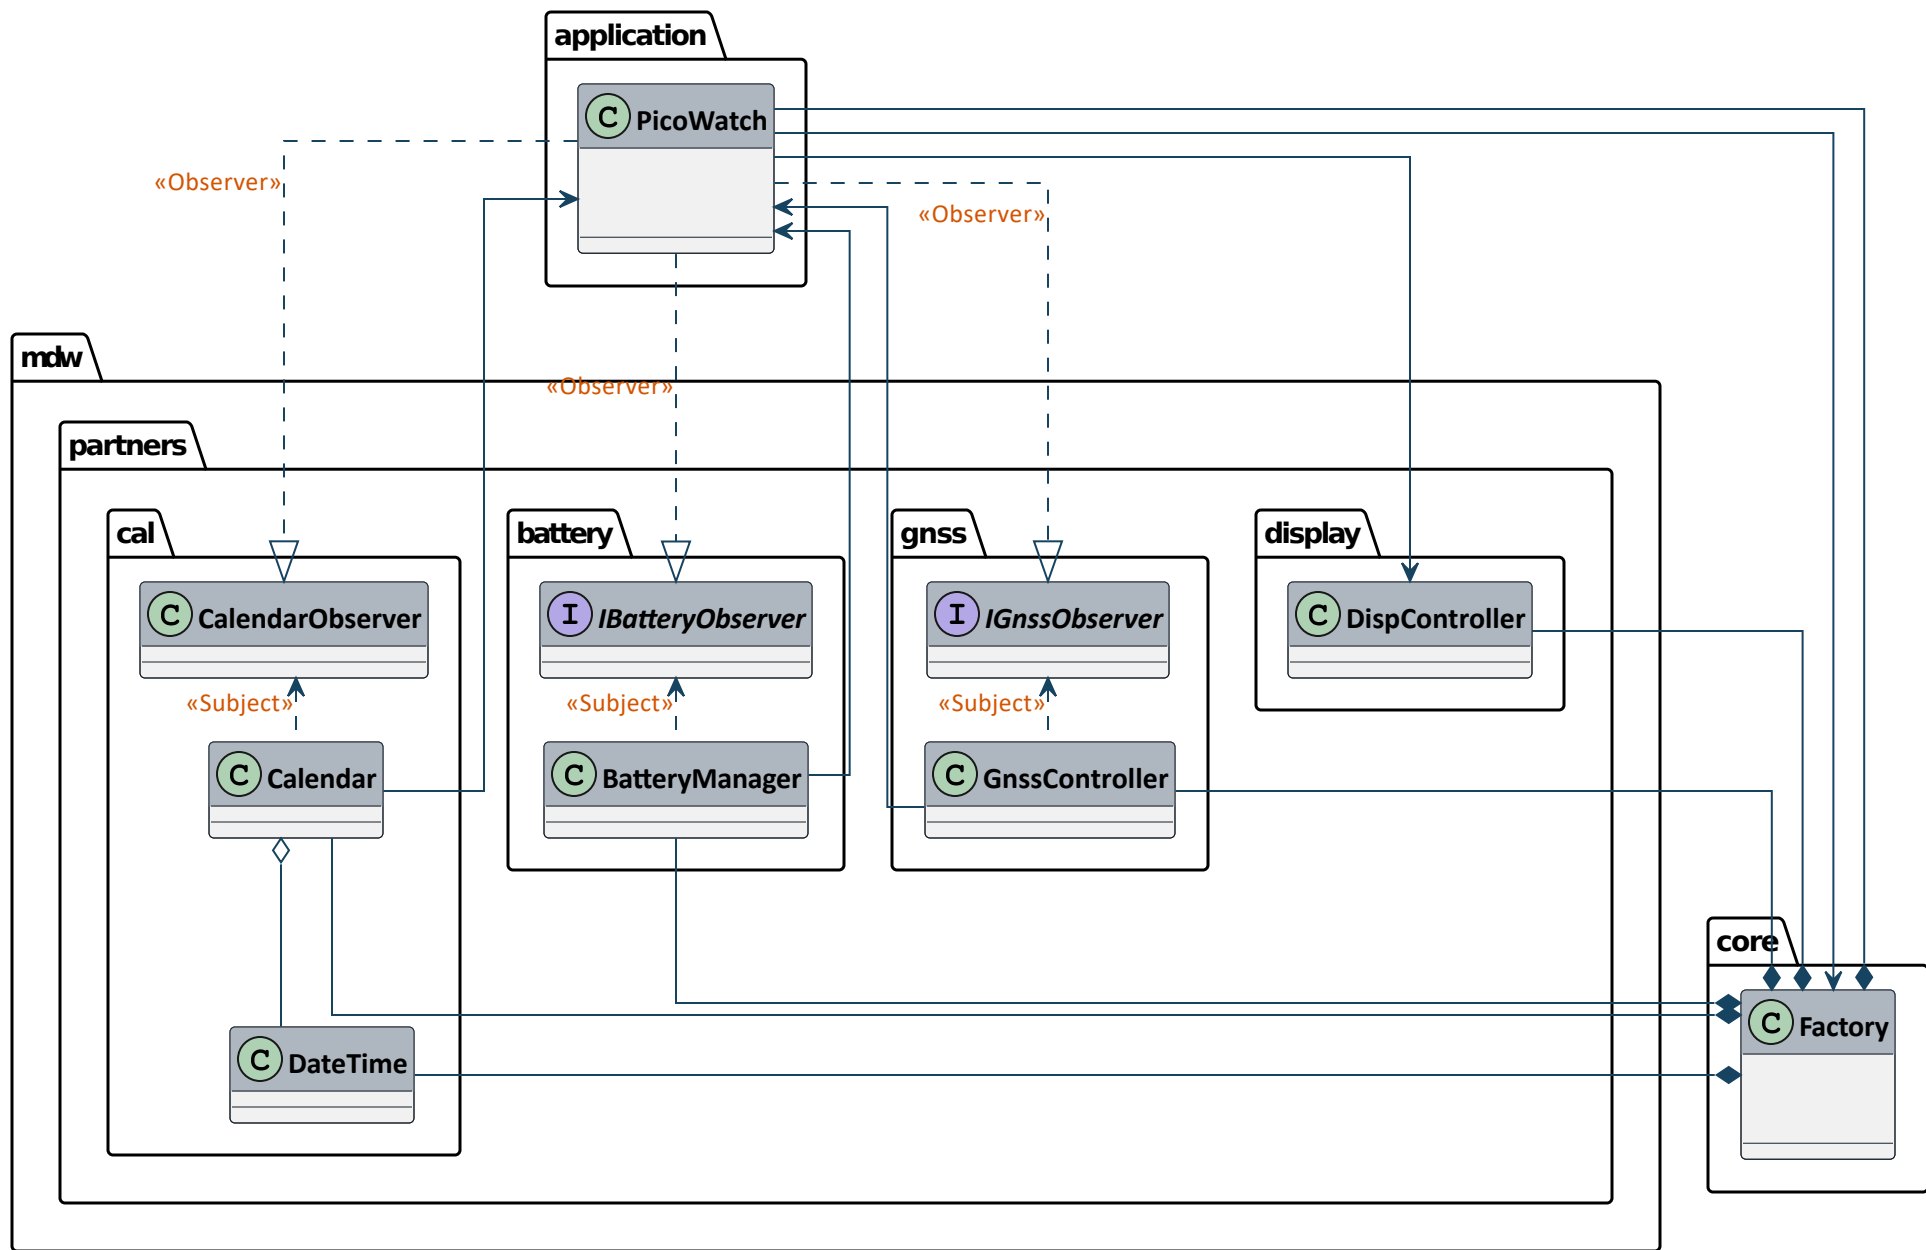 application
C PicoWatch
«Observer»
«Observer»
mdw
«Observer»
partners
cal
battery
gnss
display
C CalendarObserver
I IBatteryObserver
I IGnssObserver
C DispController
«Subject»
«Subject»
«Subject»
C Calendar
C BatteryManager
C GnssController
core
C Factory
C DateTime